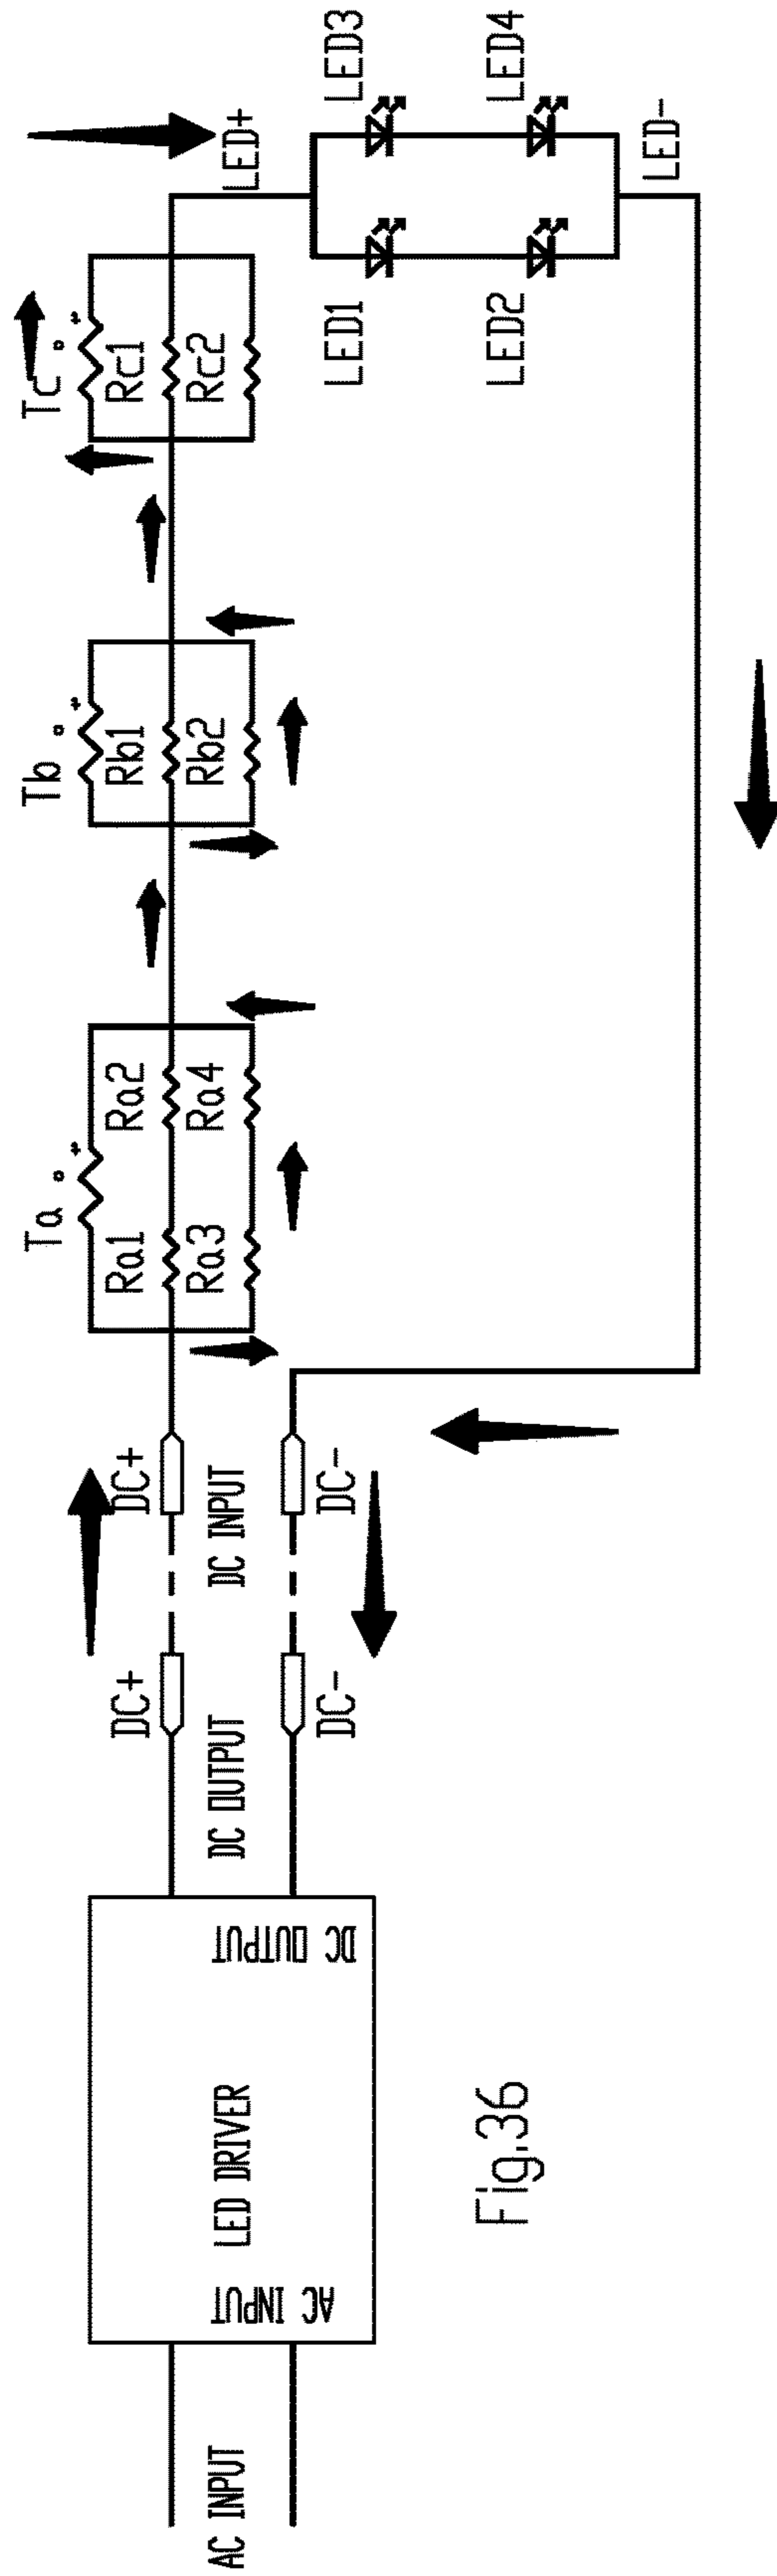 AC INPUT
AC INPUT
LED DRIVER
DC OUTPUT
DC OUTPUT
DC+
DC-
DC INPUT
DC+
DC-
Ta
° +
Ra1
Ra2
Ra3
Ra4
Tb
° +
Rb1
Rb2
Tc
° +
Rc1
Rc2
LED+
LED1
LED3
LED2
LED4
LED-
Fig.36